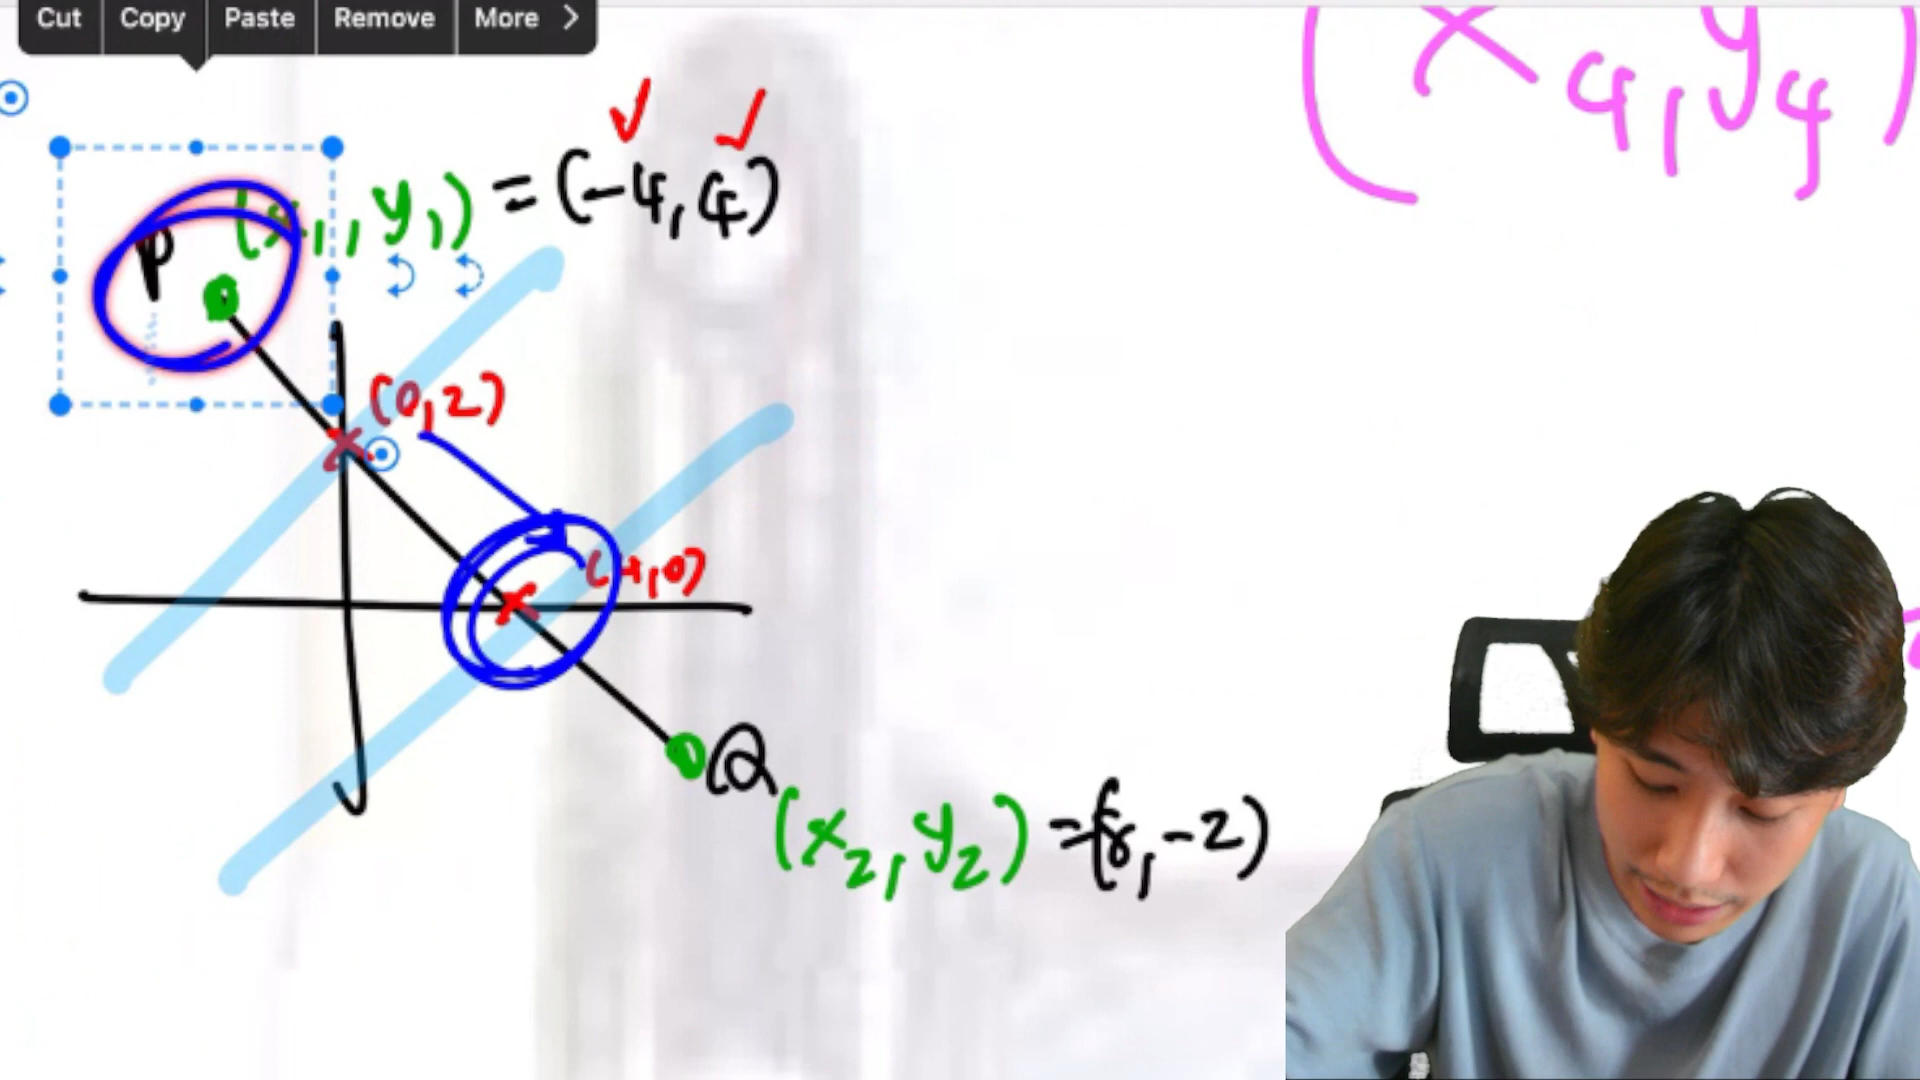 Cut Copy Paste Remove More
(x₄, y₄)
(x₁, y₁) = (-4, 4)
P
(0, 2)
(4, 0)
Q
(x₂, y₂) = (8, -2)